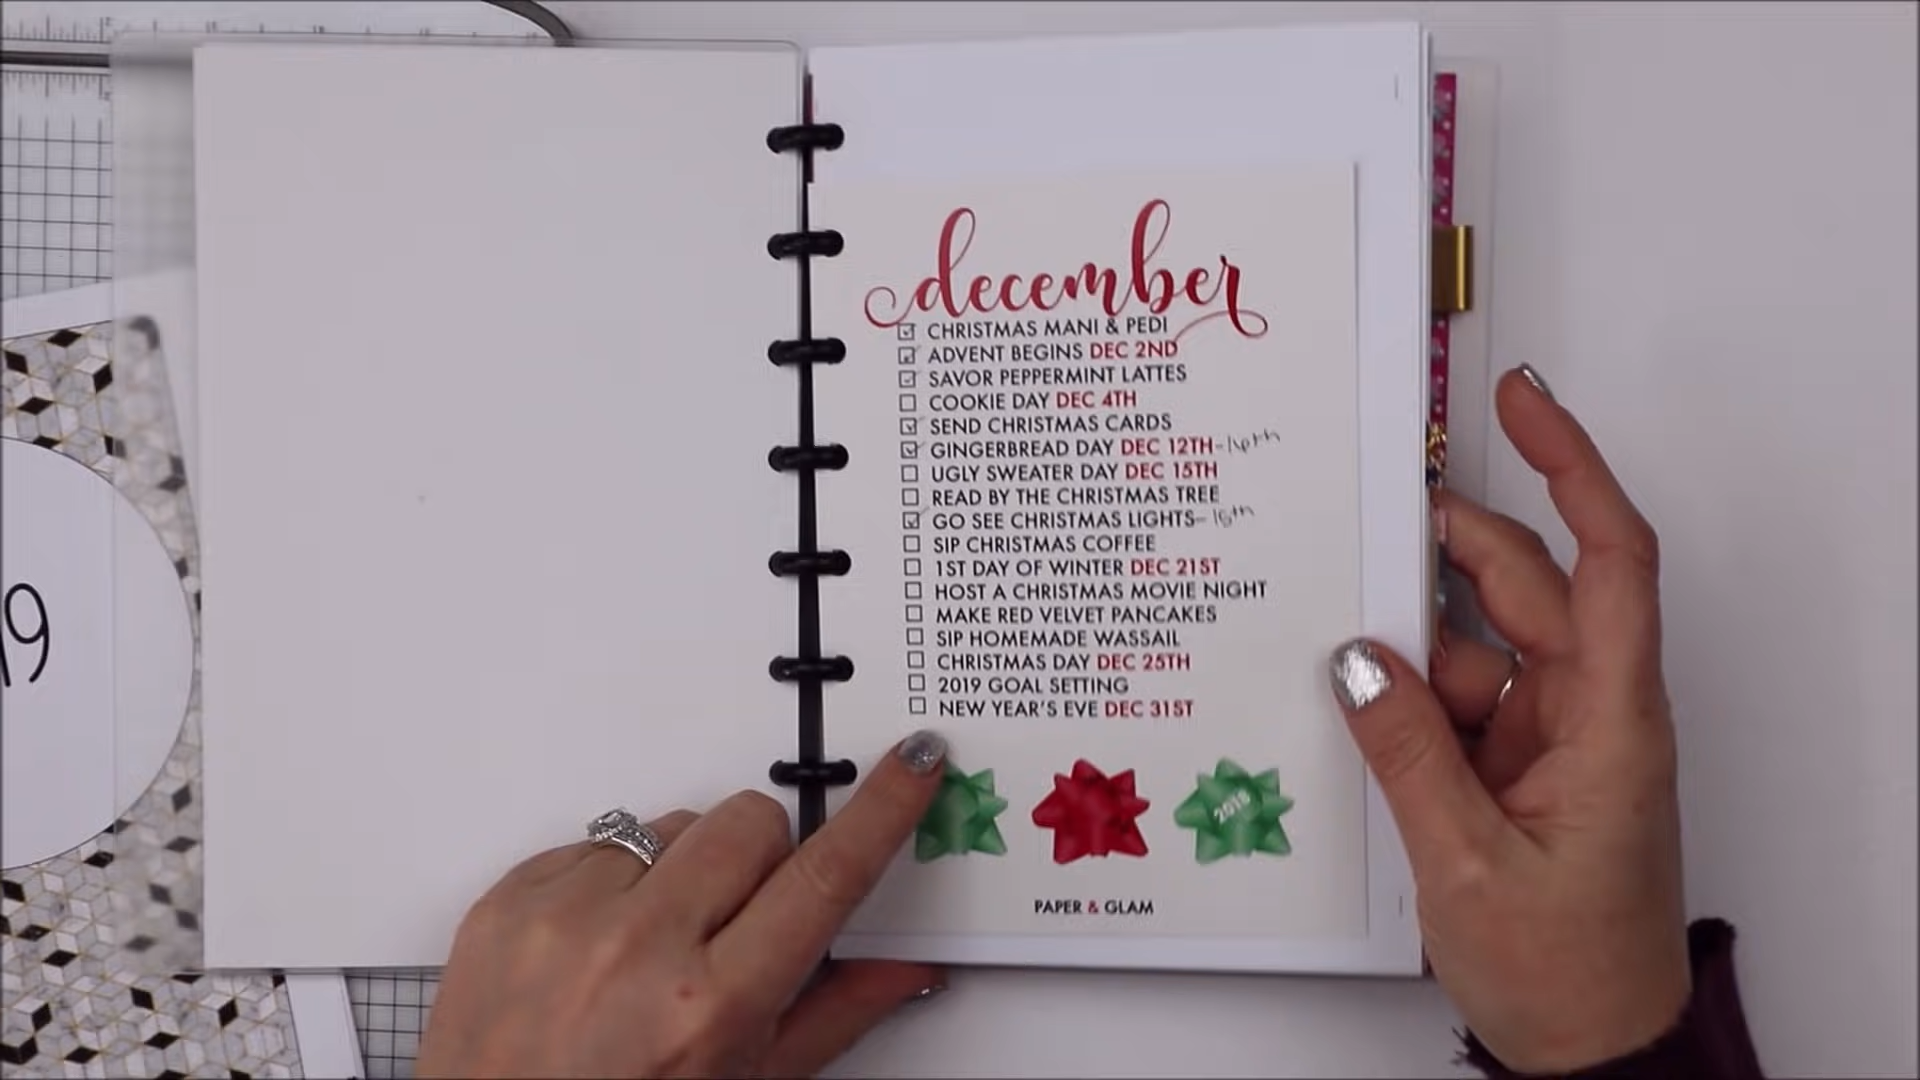 december
CHRISTMAS MANI & PEDI
ADVENT BEGINS DEC 2ND
SAVOR PEPPERMINT LATTES
COOKIE DAY DEC 4TH
SEND CHRISTMAS CARDS
GINGERBREAD DAY DEC 12TH-16th
UGLY SWEATER DAY DEC 15TH
READ BY THE CHRISTMAS TREE
GO SEE CHRISTMAS LIGHTS-15th
SIP CHRISTMAS COFFEE
1ST DAY OF WINTER DEC 21ST
HOST A CHRISTMAS MOVIE NIGHT
MAKE RED VELVET PANCAKES
SIP HOMEMADE WASSAIL
CHRISTMAS DAY DEC 25TH
2019 GOAL SETTING
NEW YEAR'S EVE DEC 31ST
2018
PAPER & GLAM
19